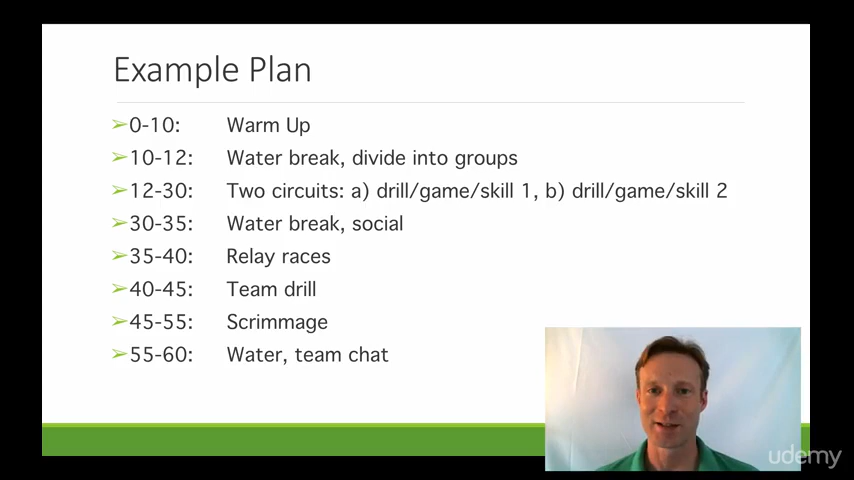 Example Plan
➢0-10: Warm Up
➢10-12: Water break, divide into groups
➢12-30: Two circuits: a) drill/game/skill 1, b) drill/game/skill 2
➢30-35: Water break, social
➢35-40: Relay races
➢40-45: Team drill
➢45-55: Scrimmage
➢55-60: Water, team chat
udemy